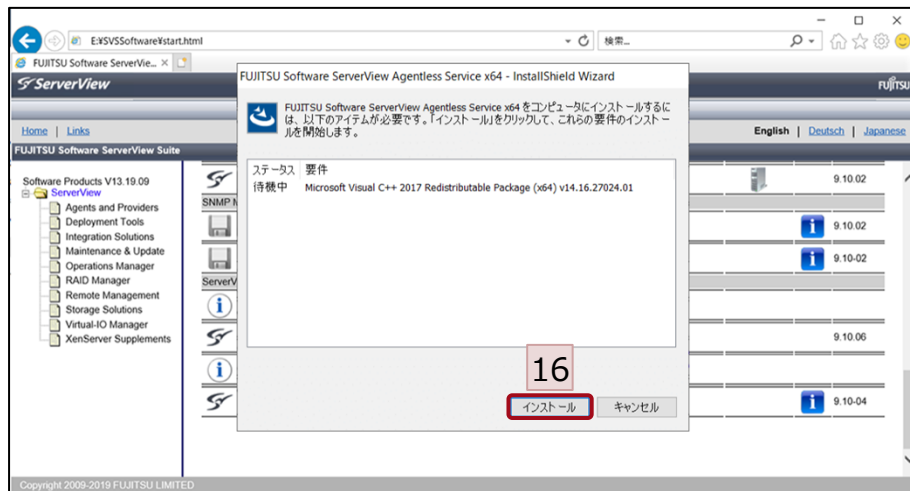 E:¥SVSSoftware¥start.html
検索...
FUJITSU Software ServerVie...
ServerView
FUJITSU
Home | Links
English | Deutsch | Japanese
FUJITSU Software ServerView Suite
Software Products V13.19.09
ServerView
Agents and Providers
Deployment Tools
Integration Solutions
Maintenance & Update
Operations Manager
RAID Manager
Remote Management
Storage Solutions
Virtual-IO Manager
XenServer Supplements
SNMP
ServerV
9.10.02
9.10.02
9.10-02
9.10.06
9.10-04
FUJITSU Software ServerView Agentless Service x64 - InstallShield Wizard
FUJITSU Software ServerView Agentless Service x64 をコンピュータにインストールするに
は、以下のアイテムが必要です。「インストール」をクリックして、これらの要件のインストー
ルを開始します。
ステータス 要件
待機中 Microsoft Visual C++ 2017 Redistributable Package (x64) v14.16.27024.01
16
インストール キャンセル
Copyright 2009-2019 FUJITSU LIMITED